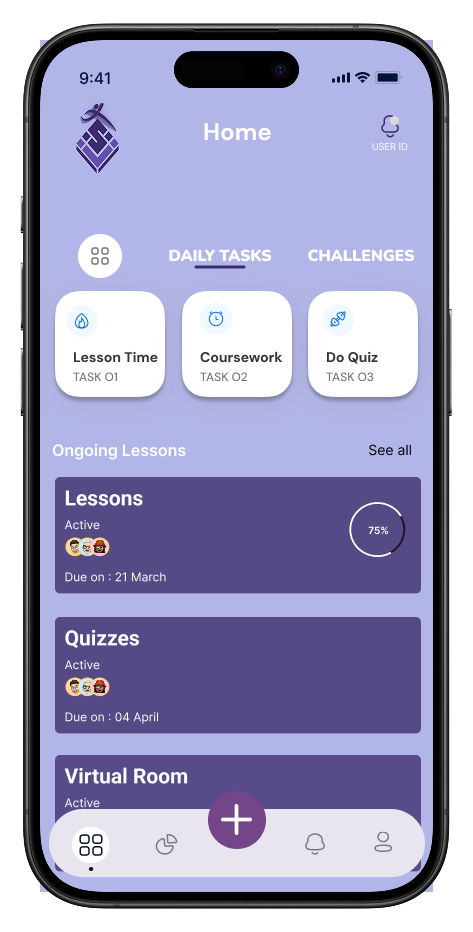 9:41
Home
USER ID
DAILY TASKS
CHALLENGES
Lesson Time
TASK O1
Coursework
TASK O2
Do Quiz
TASK O3
Ongoing Lessons
See all
Lessons
Active
75%
Due on : 21 March
Quizzes
Active
Due on : 04 April
Virtual Room
Active